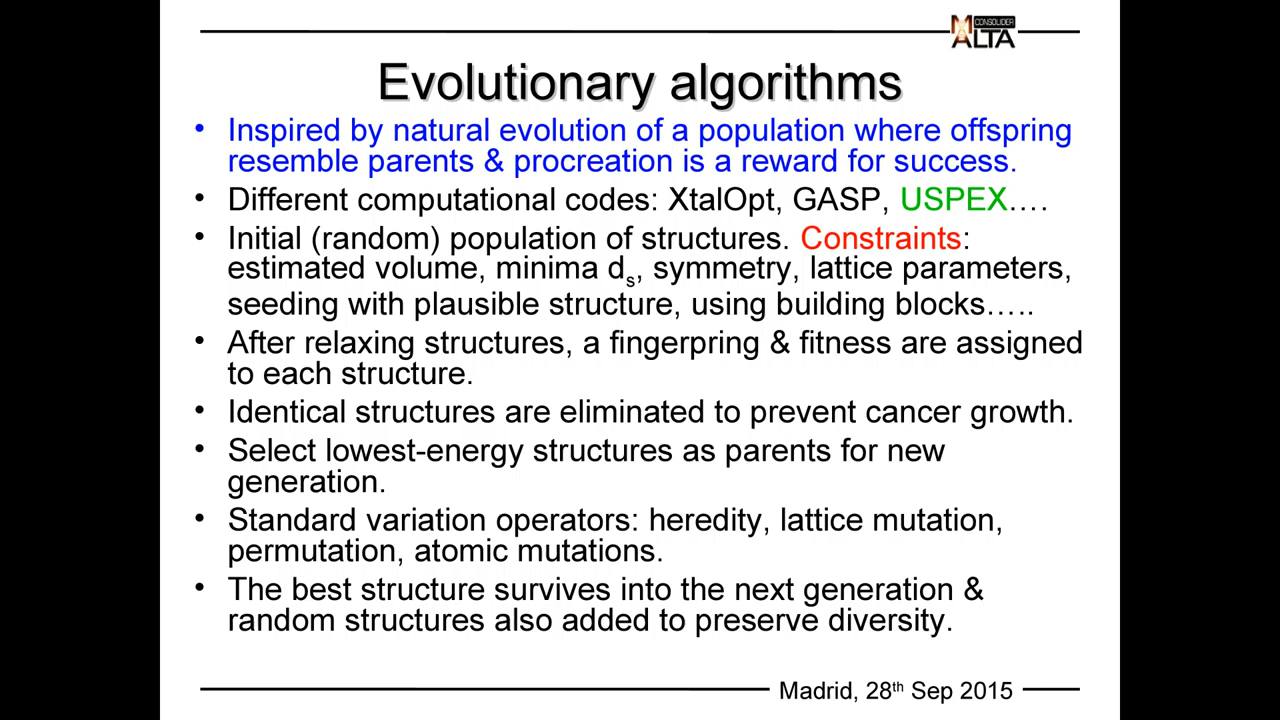 CONSOLIDER
MALTA
Evolutionary algorithms
• Inspired by natural evolution of a population where offspring
resemble parents & procreation is a reward for success.
• Different computational codes: XtalOpt, GASP, USPEX….
• Initial (random) population of structures. Constraints:
estimated volume, minima ds, symmetry, lattice parameters,
seeding with plausible structure, using building blocks…..
• After relaxing structures, a fingerpring & fitness are assigned
to each structure.
• Identical structures are eliminated to prevent cancer growth.
• Select lowest-energy structures as parents for new
generation.
• Standard variation operators: heredity, lattice mutation,
permutation, atomic mutations.
• The best structure survives into the next generation &
random structures also added to preserve diversity.
Madrid, 28th Sep 2015